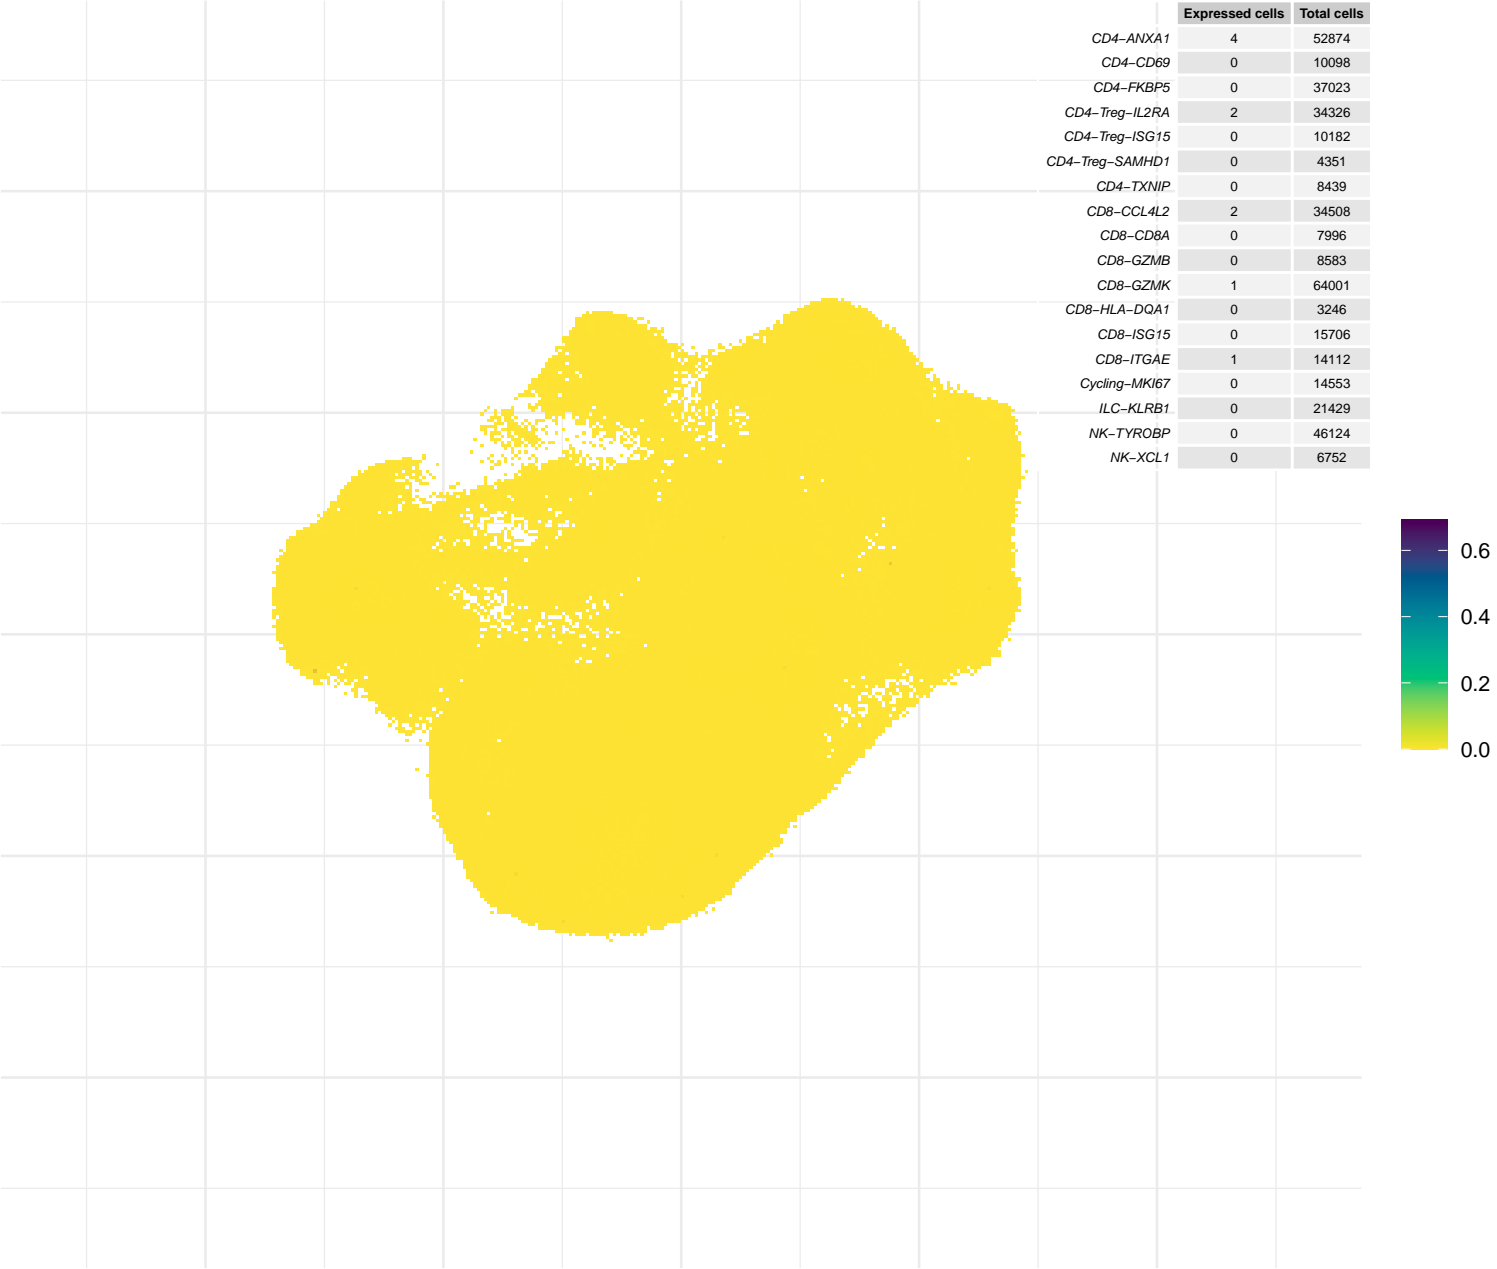 Expressed cells Total cells
CD4−ANXA1 4 52874
CD4−CD69 0 10098
CD4−FKBP5 0 37023
CD4−Treg−IL2RA 2 34326
CD4−Treg−ISG15 0 10182
CD4−Treg−SAMHD1 0 4351
CD4−TXNIP 0 8439
CD8−CCL4L2 2 34508
CD8−CD8A 0 7996
CD8−GZMB 0 8583
CD8−GZMK 1 64001
CD8−HLA−DQA1 0 3246
CD8−ISG15 0 15706
CD8−ITGAE 1 14112
Cycling−MKI67 0 14553
ILC−KLRB1 0 21429
NK−TYROBP 0 46124
NK−XCL1 0 6752
0.6
0.4
0.2
0.0